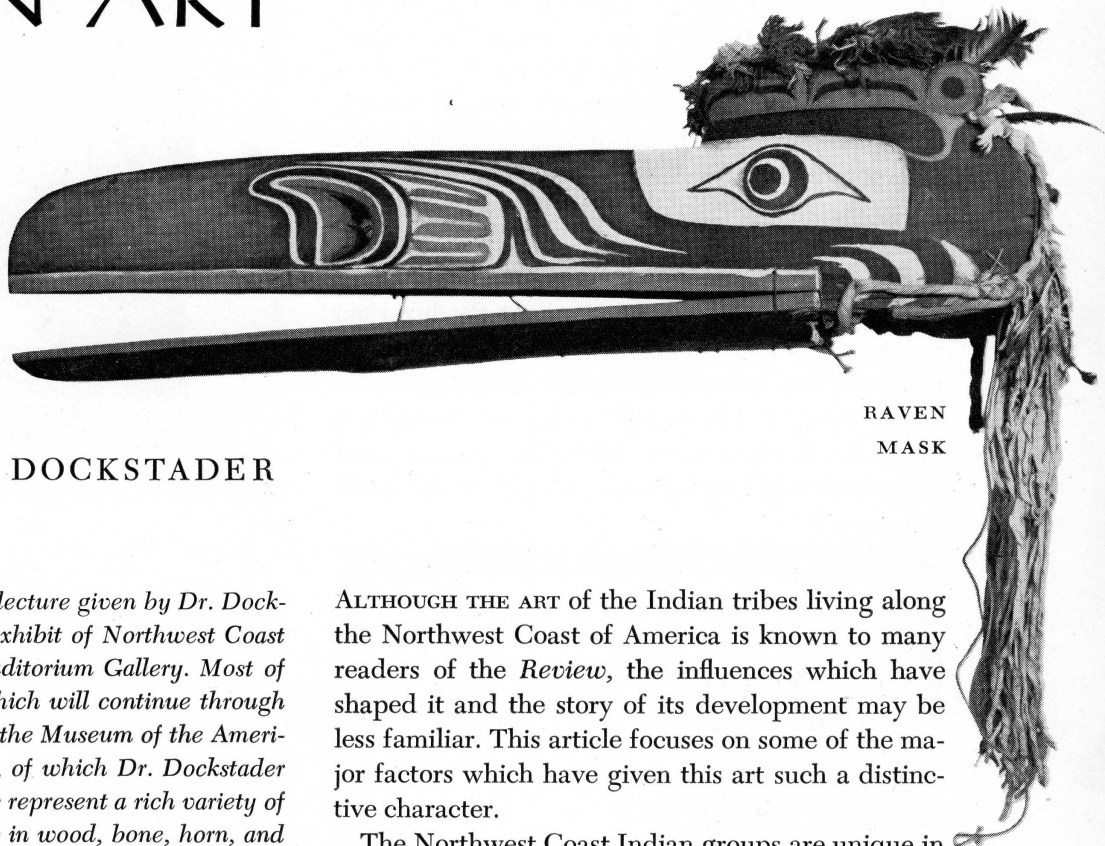 N ART
RAVEN
MASK
DOCKSTADER
lecture given by Dr. Dock-
xhibit of Northwest Coast
ditorium Gallery. Most of
hich will continue through
the Museum of the Ameri-
of which Dr. Dockstader
represent a rich variety of
in wood, bone, horn, and
ALTHOUGH THE ART of the Indian tribes living along
the Northwest Coast of America is known to many
readers of the Review, the influences which have
shaped it and the story of its development may be
less familiar. This article focuses on some of the ma-
jor factors which have given this art such a distinc-
tive character.
The Northwest Coast Indian groups are unique in